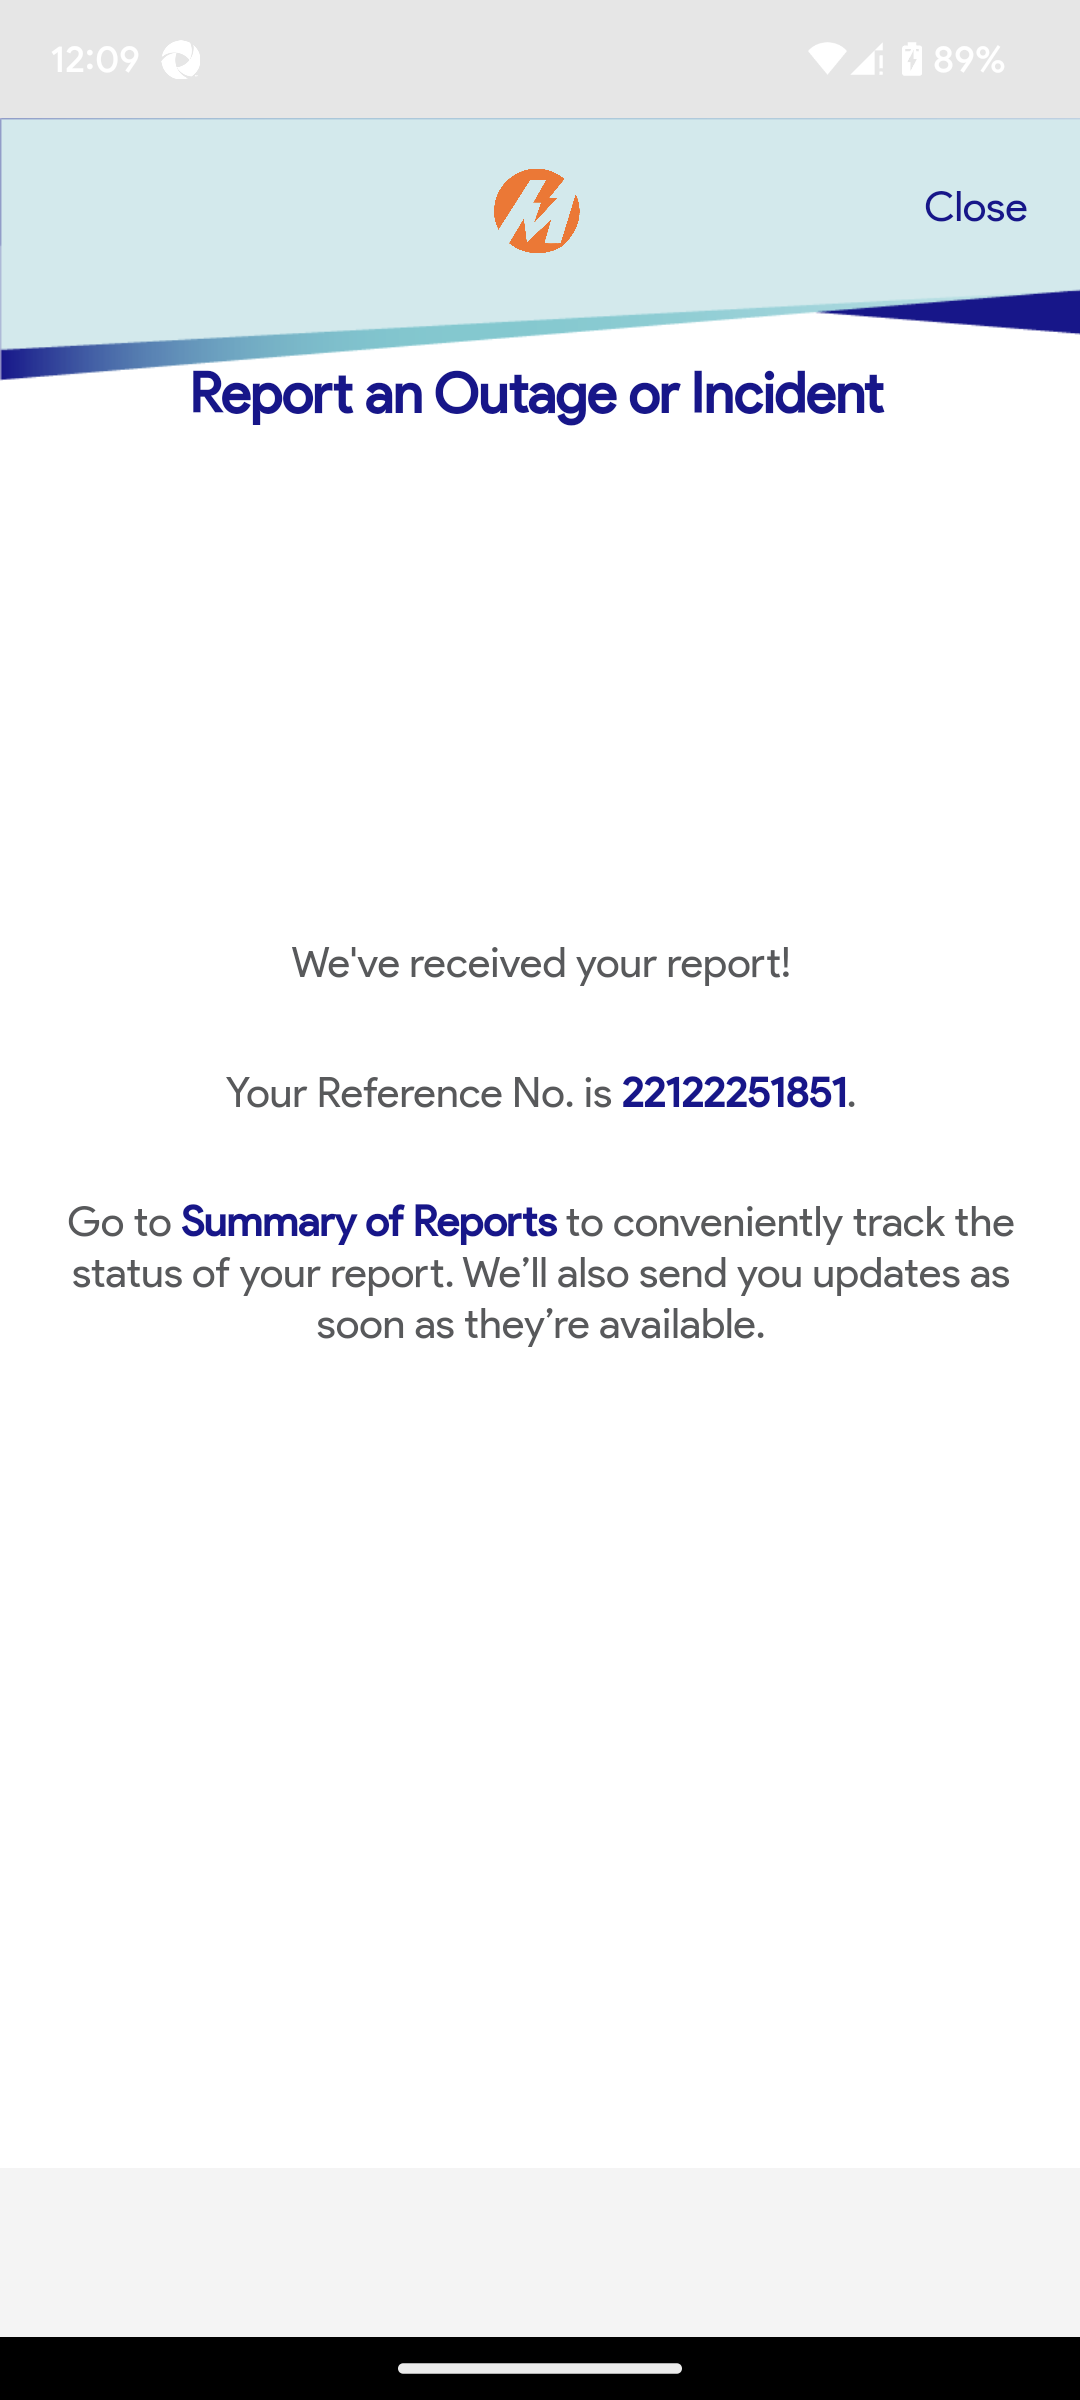 12:09
89%
Close
Report an Outage or Incident
We've received your report!
Your Reference No. is 22122251851.
Go to Summary of Reports to conveniently track the
status of your report. We’ll also send you updates as
soon as they’re available.